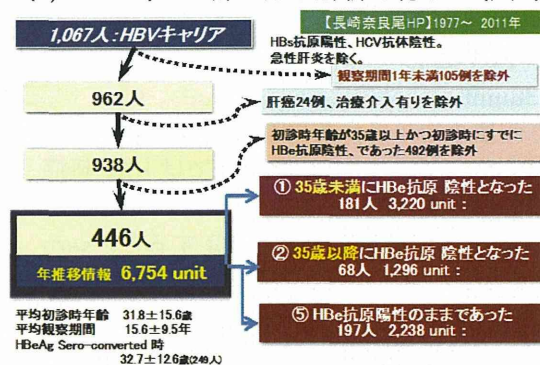 【長崎奈良尾HP】1977～ 2011年
1,067人:HBVキャリア
HBs抗原陽性、HCV抗体陰性。
急性肝炎を除く。
観察期間1年未満105例を除外
962人
肝癌24例、治療介入有りを除外
初診時年齢が35歳以上かつ初診時にすでに
HBe抗原陰性、であった492例を除外
938人
① 35歳未満にHBe抗原 陰性となった
181人 3,220 unit :
446人
年推移情報 6,754 unit
② 35歳以降にHBe抗原 陰性となった
68人 1,296 unit :
⑤ HBe抗原陽性のままであった
197人 2,238 unit :
平均初診時年齢 31.8±15.6歳
平均観察期間 15.6±9.5年
HBeAg Sero-converted 時
32.7±12.6歳(249人)